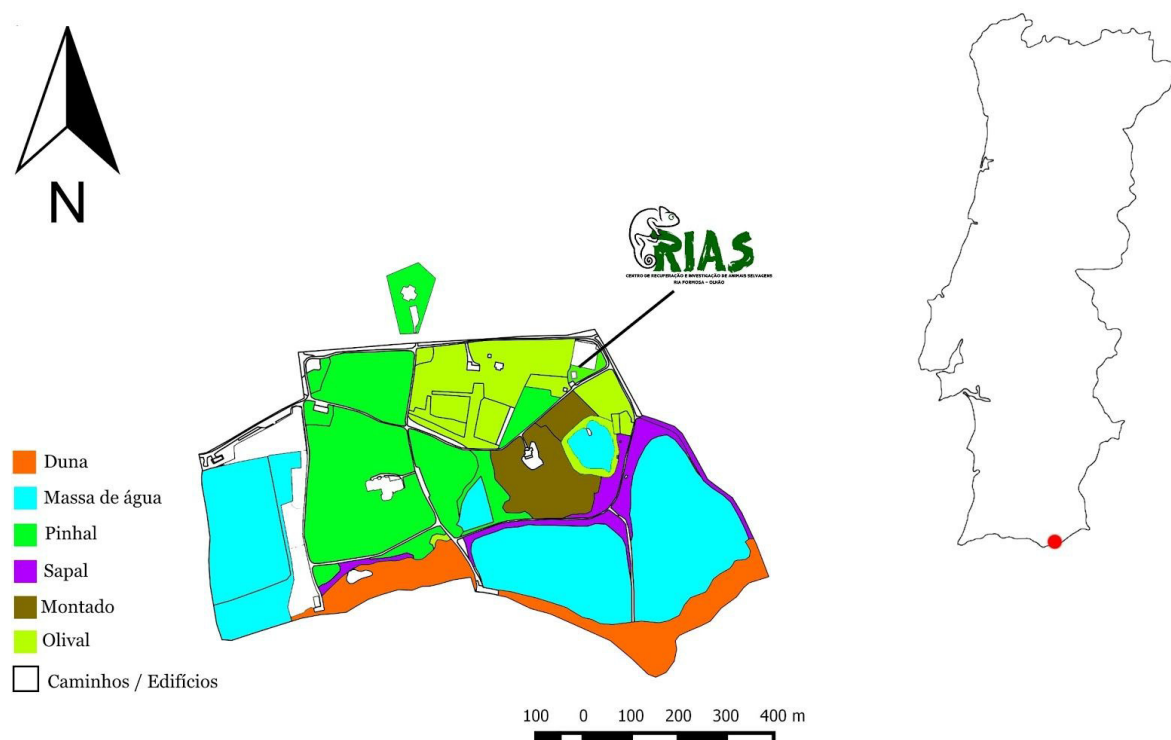 N
RIAS
CENTRO DE RECUPERAÇÃO E INVESTIGAÇÃO DE ANIMAIS SELVAGENS
RIA FORMOSA - OLHÃO
Duna
Massa de água
Pinhal
Sapal
Montado
Olival
Caminhos / Edifícios
100 0 100 200 300 400 m